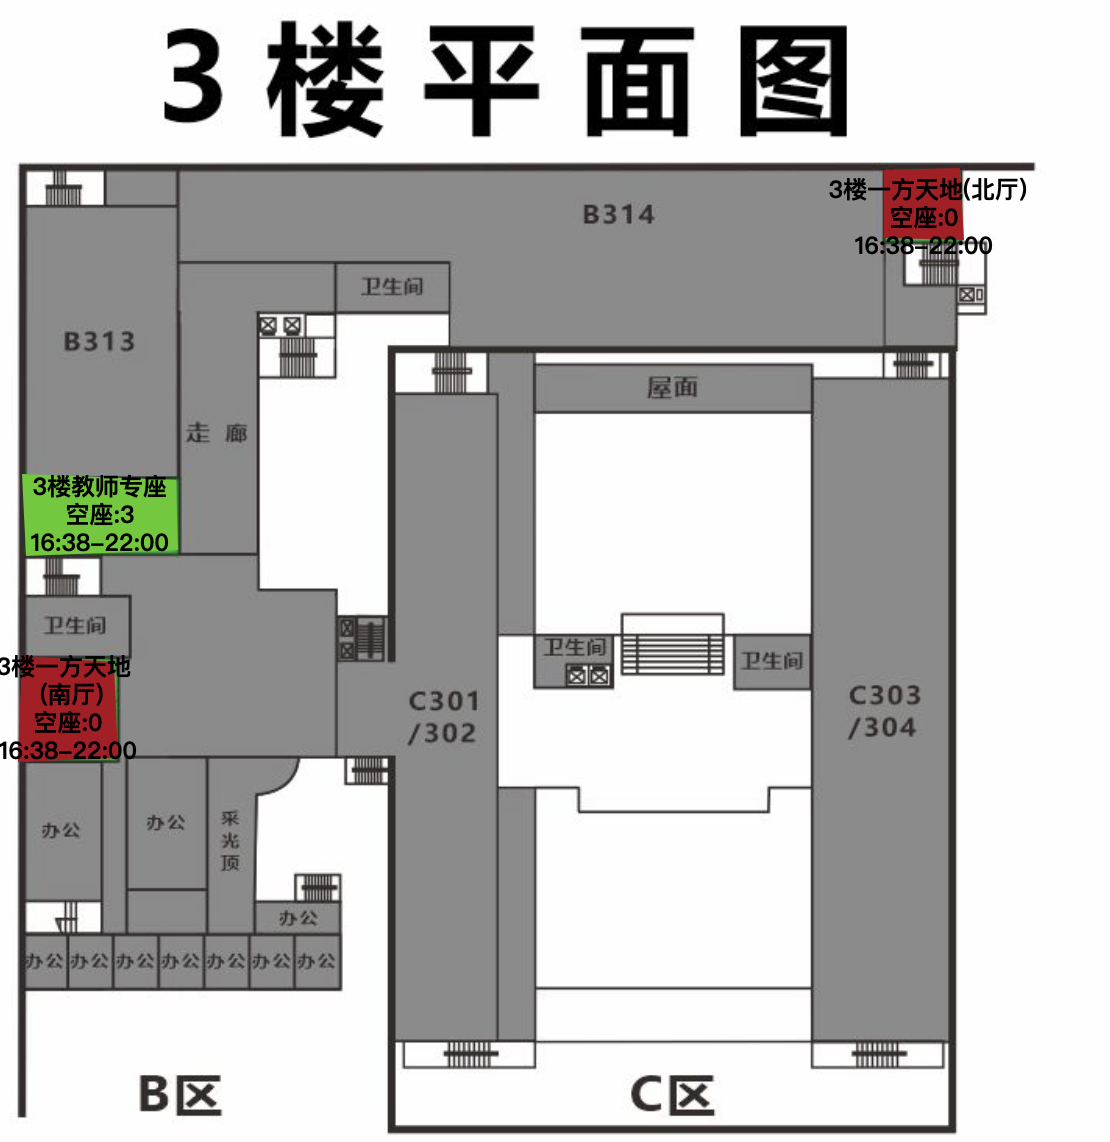 3楼平面图
3楼一方天地(北厅)
空座:0
16:38-22:00
B314
卫生间
B313
屋面
走 廊
3楼教师专座
空座:3
16:38-22:00
卫生间
3楼一方天地
(南厅)
空座:0
16:38-22:00
卫生间
卫生间
C301
/302
C303
/304
办公
办公
采
光
顶
办公
办公
办公
办公
办公
办公
办公
办公
B区
C区